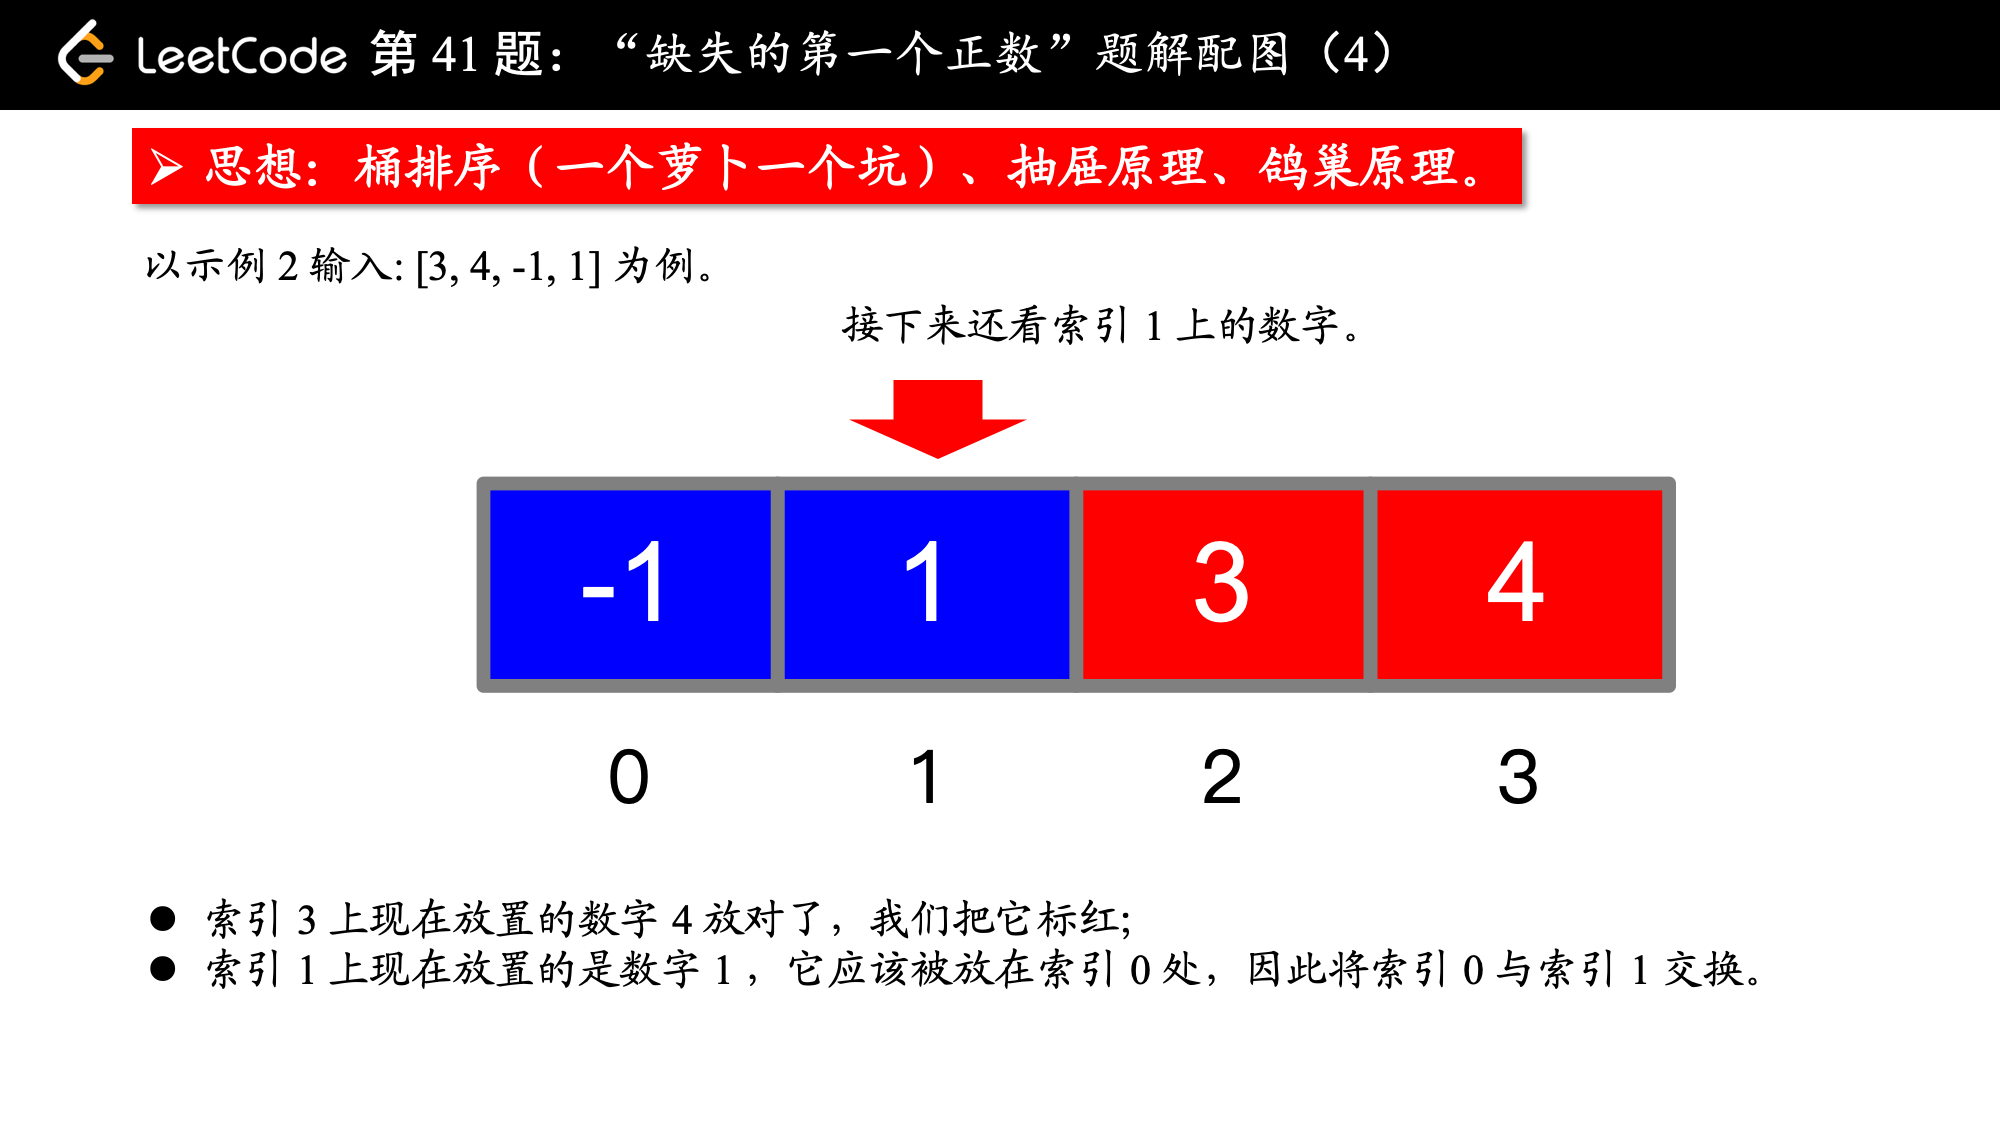 LeetCode 第 41 题：“缺失的第一个正数”题解配图（4）
➢ 思想：桶排序（一个萝卜一个坑）、抽屉原理、鸽巢原理。
以示例 2 输入: [3, 4, -1, 1] 为例。
接下来还看索引 1 上的数字。
-1 1 3 4
0 1 2 3
● 索引 3 上现在放置的数字 4 放对了，我们把它标红;
● 索引 1 上现在放置的是数字 1，它应该被放在索引 0 处，因此将索引 0 与索引 1 交换。